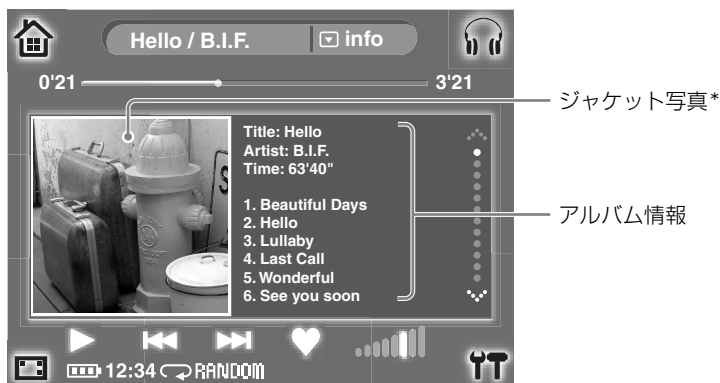 Hello / B.I.F. info
0'21 3'21
ジャケット写真*
Title: Hello
Artist: B.I.F.
Time: 63'40"
アルバム情報
1. Beautiful Days
2. Hello
3. Lullaby
4. Last Call
5. Wonderful
6. See you soon
12:34 RANDOM